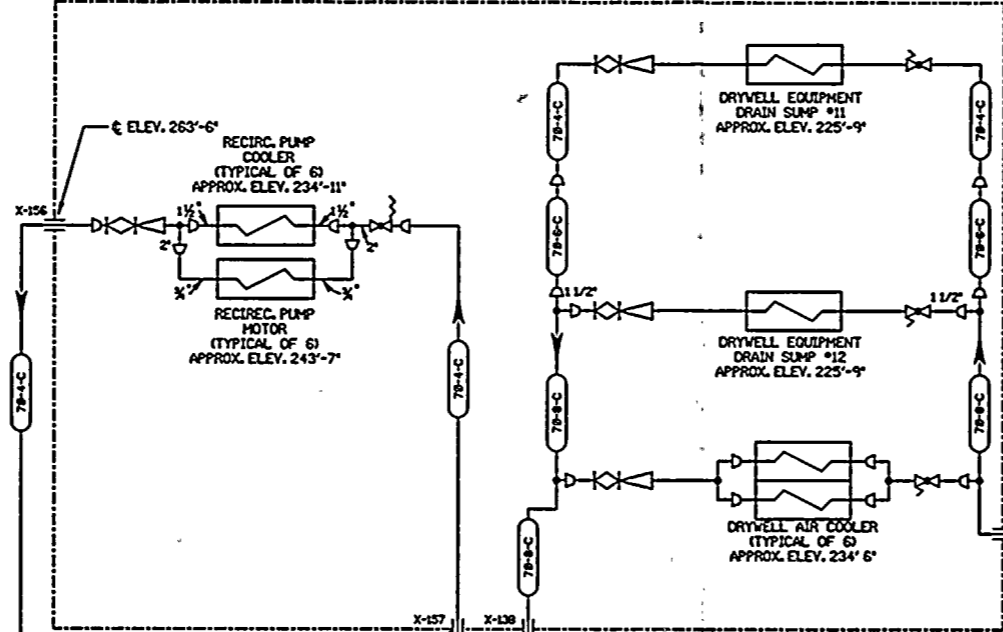 ₵ ELEV. 263'-6"
RECIRC. PUMP
COOLER
(TYPICAL OF 6)
APPROX. ELEV. 234'-11"
X-156
1½"
1½"
2"
2"
¾"
¾"
RECIREC. PUMP
MOTOR
(TYPICAL OF 6)
APPROX. ELEV. 243'-7"
70-4-C
70-4-C
X-157
X-138
DRYWELL EQUIPMENT
DRAIN SUMP #11
APPROX. ELEV. 225'-9"
70-4-C
70-4-C
70-6-C
70-6-C
1 1/2"
1 1/2"
DRYWELL EQUIPMENT
DRAIN SUMP #12
APPROX. ELEV. 225'-9"
70-8-C
70-8-C
DRYWELL AIR COOLER
(TYPICAL OF 6)
APPROX. ELEV. 234' 6"
70-8-C